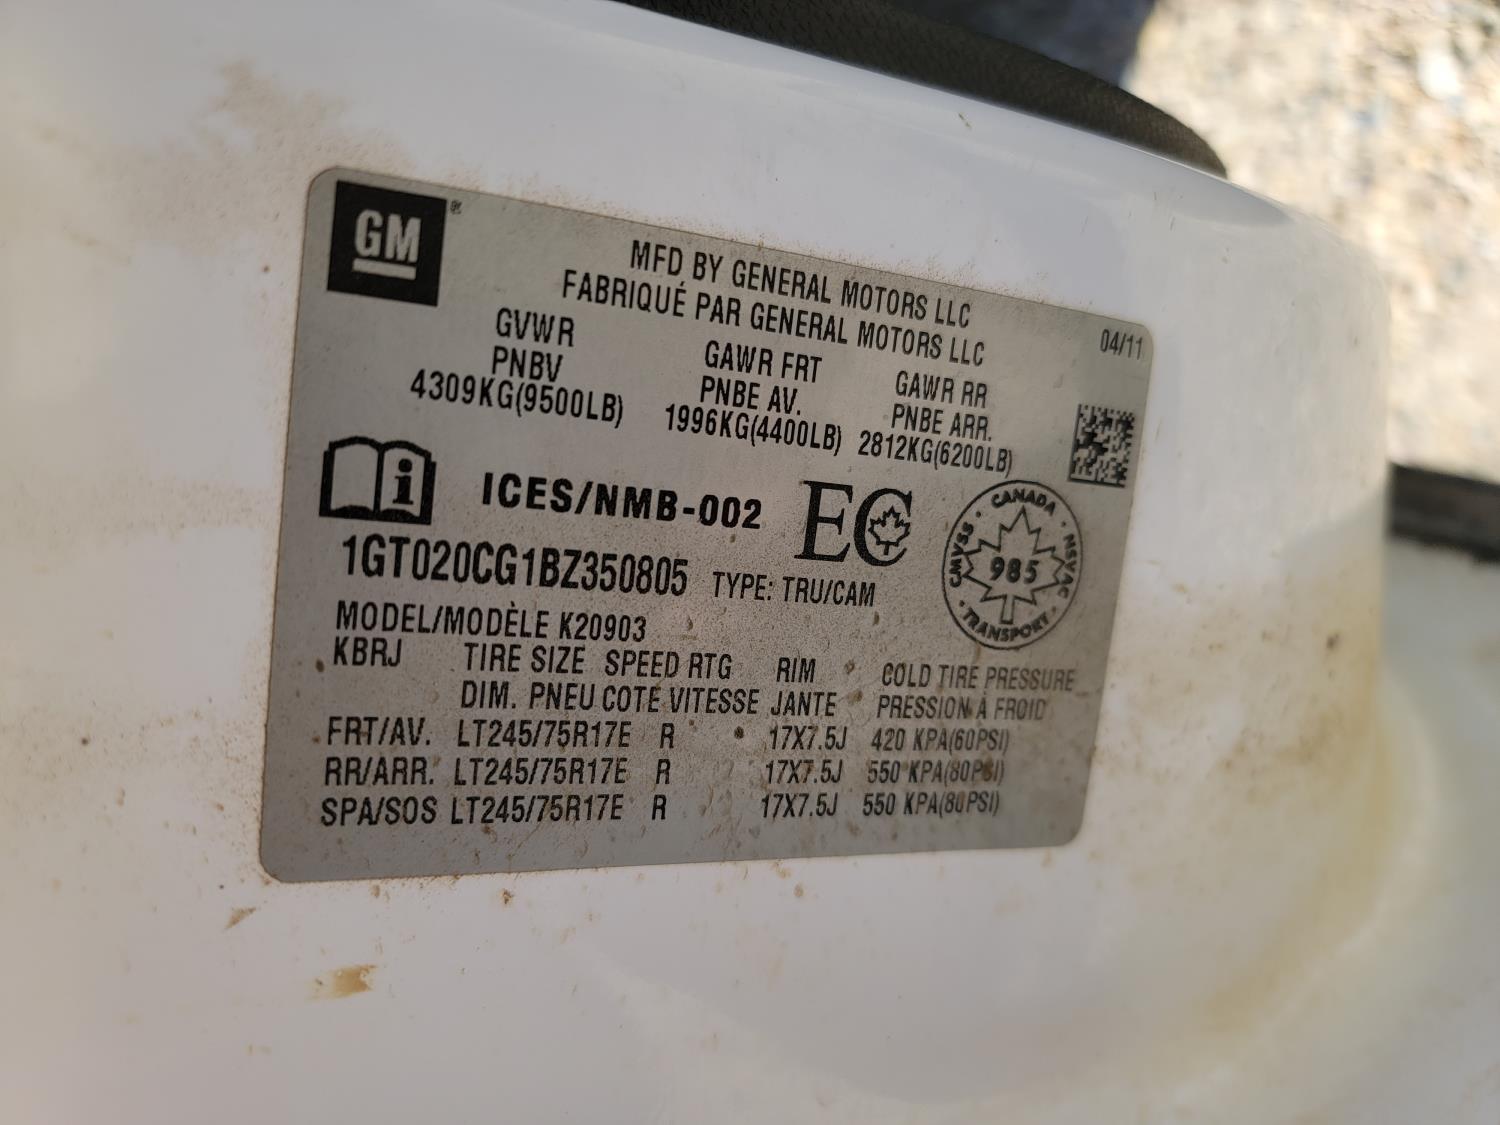 GM®
MFD BY GENERAL MOTORS LLC
FABRIQUÉ PAR GENERAL MOTORS LLC
04/11
GVWR GAWR FRT GAWR RR
PNBV PNBE AV. PNBE ARR.
4309KG(9500LB) 1996KG(4400LB) 2812KG(6200LB)
ICES/NMB-002 EC
CANADA · NSVAC · TRANSPORT · CMVSS ·
985
1GT020CG1BZ350805 TYPE: TRU/CAM
MODEL/MODÈLE K20903
KBRJ TIRE SIZE SPEED RTG RIM COLD TIRE PRESSURE
DIM. PNEU COTE VITESSE JANTE PRESSION À FROID
FRT/AV. LT245/75R17E R 17X7.5J 420 KPA(60PSI)
RR/ARR. LT245/75R17E R 17X7.5J 550 KPA(80PSI)
SPA/SOS LT245/75R17E R 17X7.5J 550 KPA(80PSI)